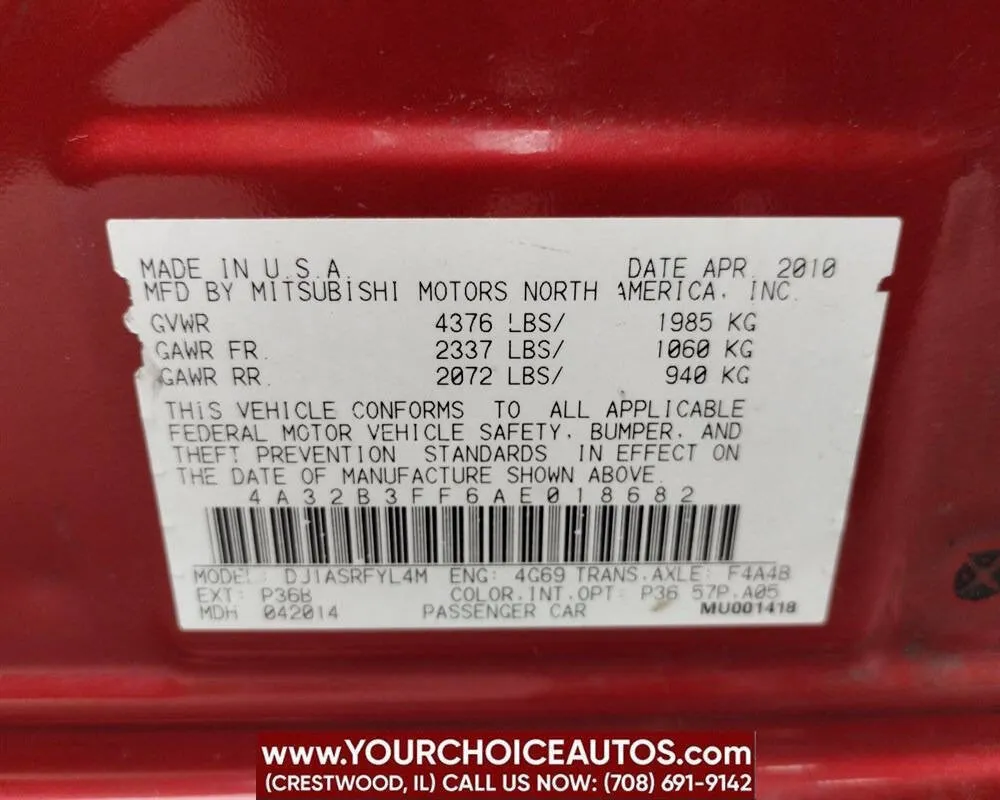 MADE IN U.S.A. DATE APR. 2010
MFD BY MITSUBISHI MOTORS NORTH AMERICA, INC.
GVWR 4376 LBS/ 1985 KG
GAWR FR. 2337 LBS/ 1060 KG
GAWR RR. 2072 LBS/ 940 KG
THIS VEHICLE CONFORMS TO ALL APPLICABLE
FEDERAL MOTOR VEHICLE SAFETY, BUMPER, AND
THEFT PREVENTION STANDARDS IN EFFECT ON
THE DATE OF MANUFACTURE SHOWN ABOVE.
4A32B3FF6AE018682
MODEL DJ1ASRFYL4M ENG: 4G69 TRANS.AXLE: F4A4B
EXT: P36B COLOR.INT.OPT: P36 57P.A05
MDH 042014 PASSENGER CAR MU001418
www.YOURCHOICEAUTOS.com
(CRESTWOOD, IL) CALL US NOW: (708) 691-9142